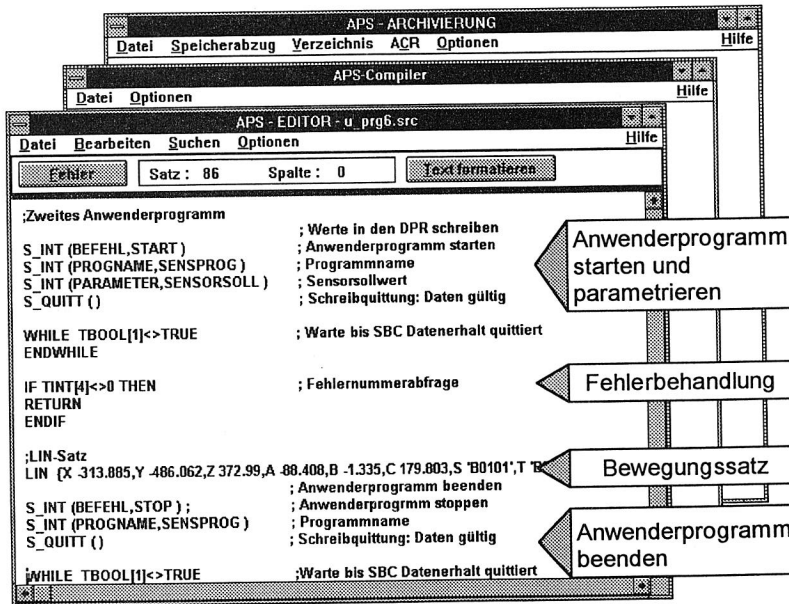 APS - ARCHIVIERUNG
Datei Speicherabzug Verzeichnis ACR Optionen Hilfe
APS-Compiler
Datei Optionen Hilfe
APS - EDITOR - u_prg6.src
Datei Bearbeiten Suchen Optionen Hilfe
Fehler Satz : 86 Spalte : 0 Text formatieren
;Zweites Anwenderprogramm
; Werte in den DPR schreiben
S_INT (BEFEHL,START ) ; Anwenderprogramm starten
S_INT (PROGNAME,SENSPROG ) ; Programmname
S_INT (PARAMETER,SENSORSOLL ) ; Sensorsollwert
S_QUITT () ; Schreibquittung: Daten gültig
Anwenderprogramm
starten und
parametrieren
WHILE TBOOL[1]<>TRUE ; Warte bis SBC Datenerhalt quittiert
ENDWHILE
IF TINT[4]<>0 THEN ; Fehlernummerabfrage
RETURN
ENDIF
Fehlerbehandlung
;LIN-Satz
LIN {X -313.885,Y -486.062,Z 372.99,A -88.408,B -1.335,C 179.803,S 'B0101',T
Bewegungssatz
; Anwenderprogramm beenden
S_INT (BEFEHL,STOP ) ; ; Anwenderprogrmm stoppen
S_INT (PROGNAME,SENSPROG ) ; Programmname
S_QUITT () ; Schreibquittung: Daten gültig
Anwenderprogramm
beenden
;WHILE TBOOL[1]<>TRUE ;Warte bis SBC Datenerhalt quittiert